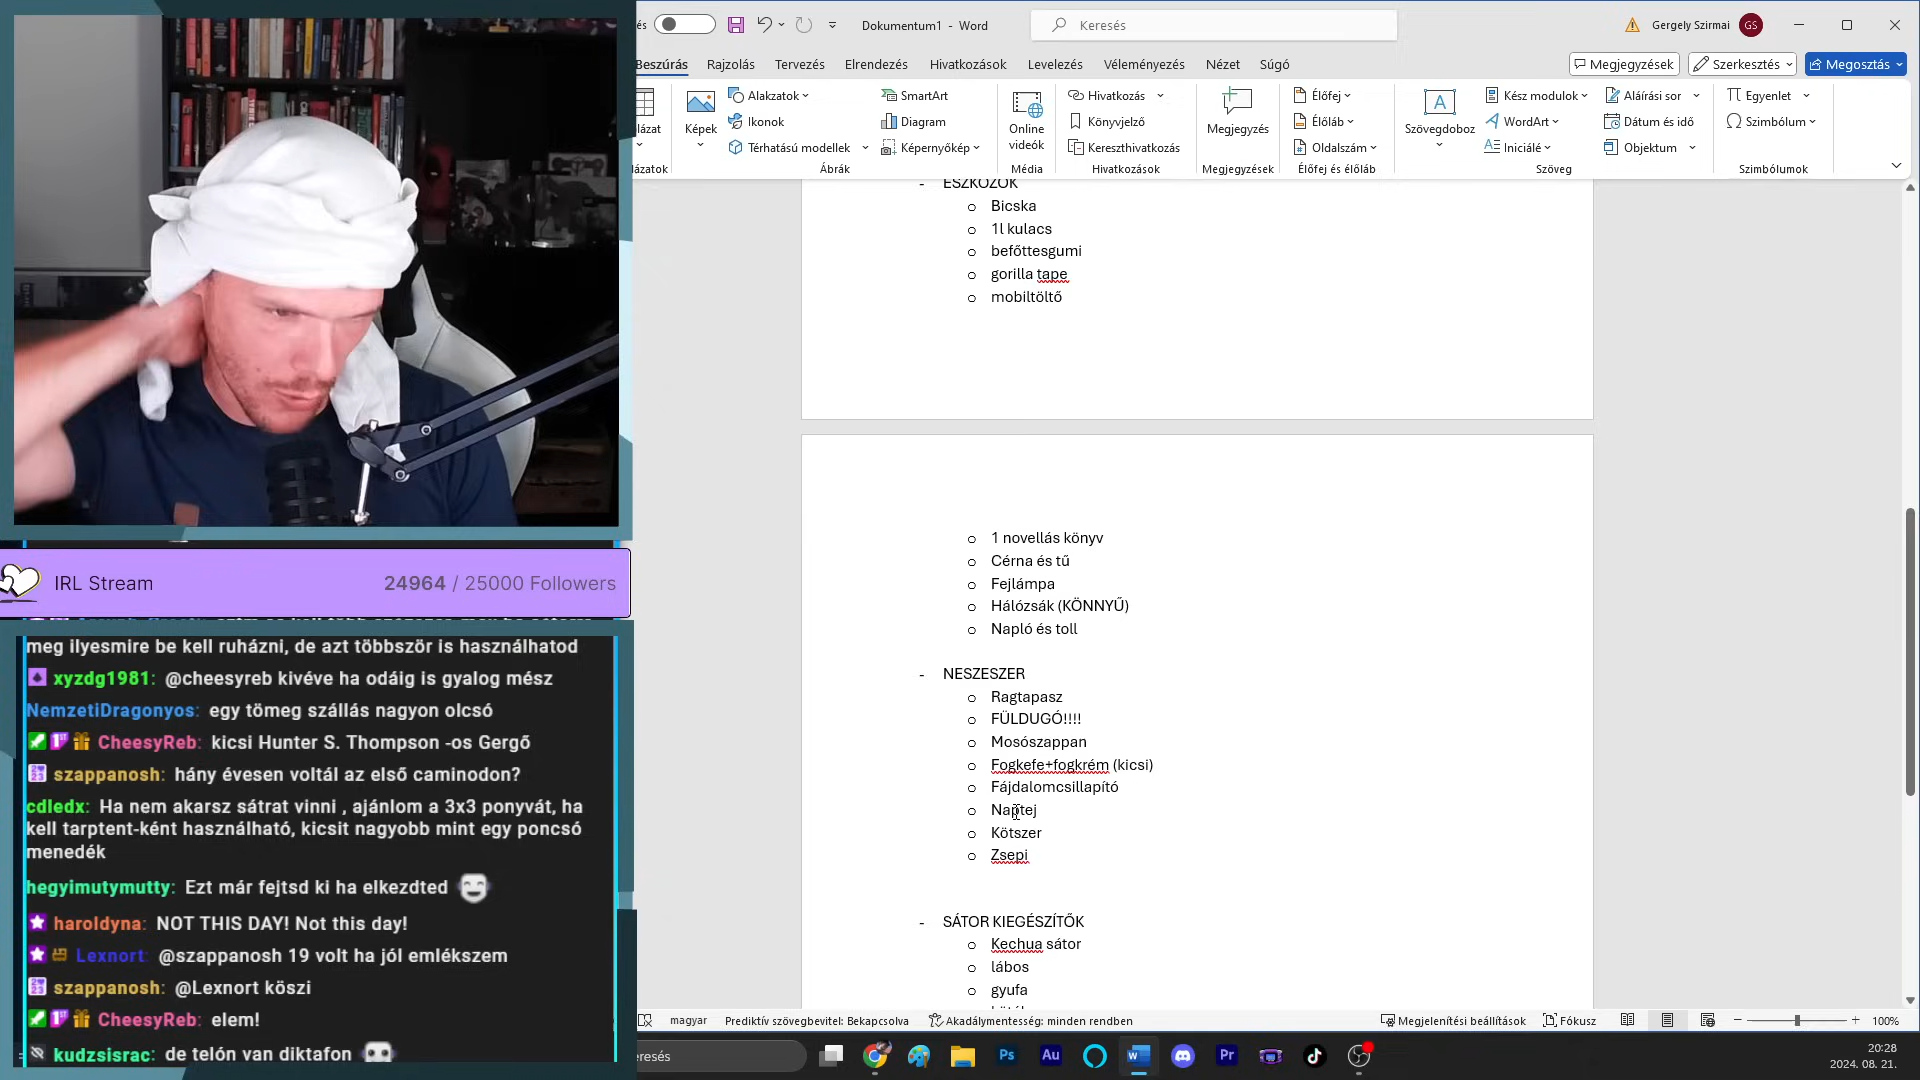 Dokumentum1 - Word
Keresés
Gergely Szirmai
GS
Beszúrás
Rajzolás
Tervezés
Elrendezés
Hivatkozások
Levelezés
Véleményezés
Nézet
Súgó
Megjegyzések
Szerkesztés
Megosztás
Képek
Alakzatok
Ikonok
Térhatású modellek
SmartArt
Diagram
Képernyőkép
Ábrák
Online
videók
Média
Hivatkozás
Könyvjelző
Kereszthivatkozás
Hivatkozások
Megjegyzés
Megjegyzések
Élőfej
Élőláb
Oldalszám
Élőfej és élőláb
Szövegdoboz
Kész modulok
WordArt
Iniciálé
Aláírási sor
Dátum és idő
Objektum
Szöveg
Egyenlet
Szimbólum
Szimbólumok
- ESZKÖZÖK
o Bicska
o 1l kulacs
o befőttesgumi
o gorilla tape
o mobiltöltő
o 1 novellás könyv
o Cérna és tű
o Fejlámpa
o Hálózsák (KÖNNYŰ)
o Napló és toll
- NESZESZER
o Ragtapasz
o FÜLDUGÓ!!!!
o Mosószappan
o Fogkefe+fogkrém (kicsi)
o Fájdalomcsillapító
o Naptej
o Kötszer
o Zsepi
- SÁTOR KIEGÉSZÍTŐK
o Kechua sátor
o lábos
o gyufa
IRL Stream 24964 / 25000 Followers
meg ilyesmire be kell ruházni, de azt többször is használhatod
xyzdg1981: @cheesyreb kivéve ha odáig is gyalog mész
NemzetiDragonyos: egy tömeg szállás nagyon olcsó
CheesyReb: kicsi Hunter S. Thompson -os Gergő
szappanosh: hány évesen voltál az első caminodon?
cdledx: Ha nem akarsz sátrat vinni , ajánlom a 3x3 ponyvát, ha
kell tarptent-ként használható, kicsit nagyobb mint egy poncsó
menedék
hegyimutymutty: Ezt már fejtsd ki ha elkezdted
haroldyna: NOT THIS DAY! Not this day!
Lexnort: @szappanosh 19 volt ha jól emlékszem
szappanosh: @Lexnort köszi
CheesyReb: elem!
kudzsisrac: de telón van diktafon
magyar
Prediktív szövegbevitel: Bekapcsolva
Akadálymentesség: minden rendben
Megjelenítési beállítások
Fókusz
100%
Ps
Au
Pr
20:28
2024. 08. 21.